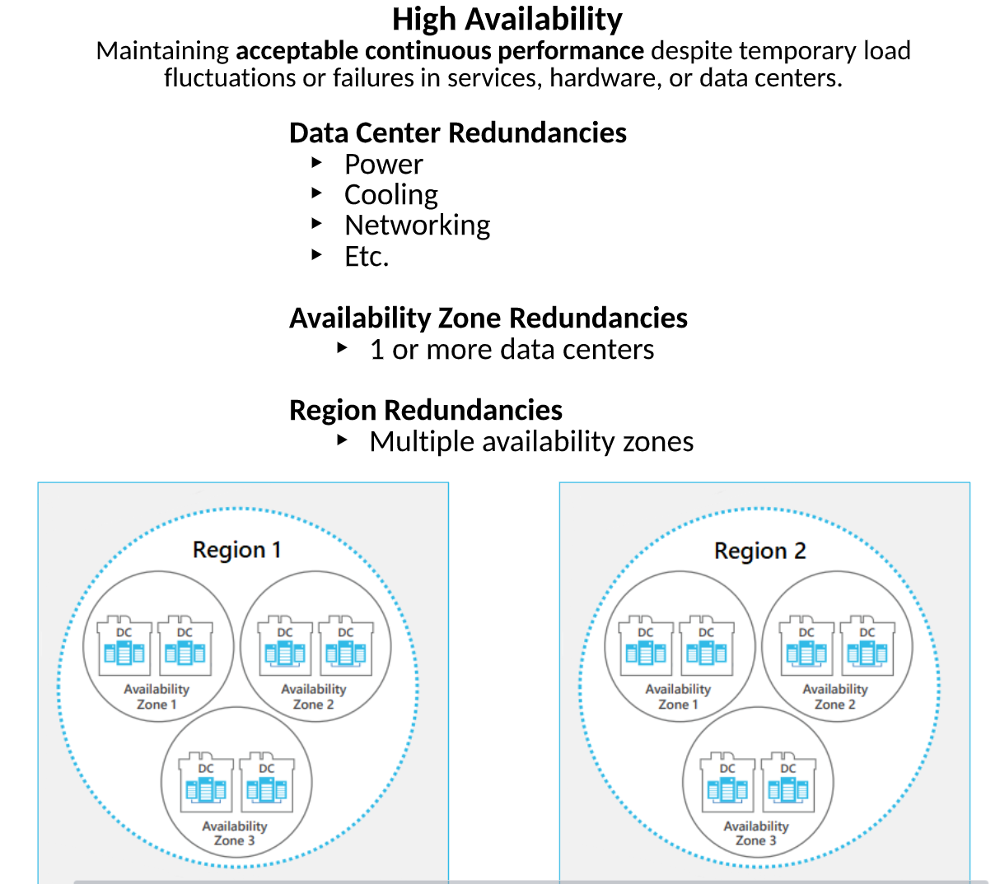 High Availability
Maintaining acceptable continuous performance despite temporary load
fluctuations or failures in services, hardware, or data centers.
Data Center Redundancies
‣ Power
‣ Cooling
‣ Networking
‣ Etc.
Availability Zone Redundancies
‣ 1 or more data centers
Region Redundancies
‣ Multiple availability zones
Region 1
DC DC
Availability
Zone 1
DC DC
Availability
Zone 2
DC DC
Availability
Zone 3
Region 2
DC DC
Availability
Zone 1
DC DC
Availability
Zone 2
DC DC
Availability
Zone 3